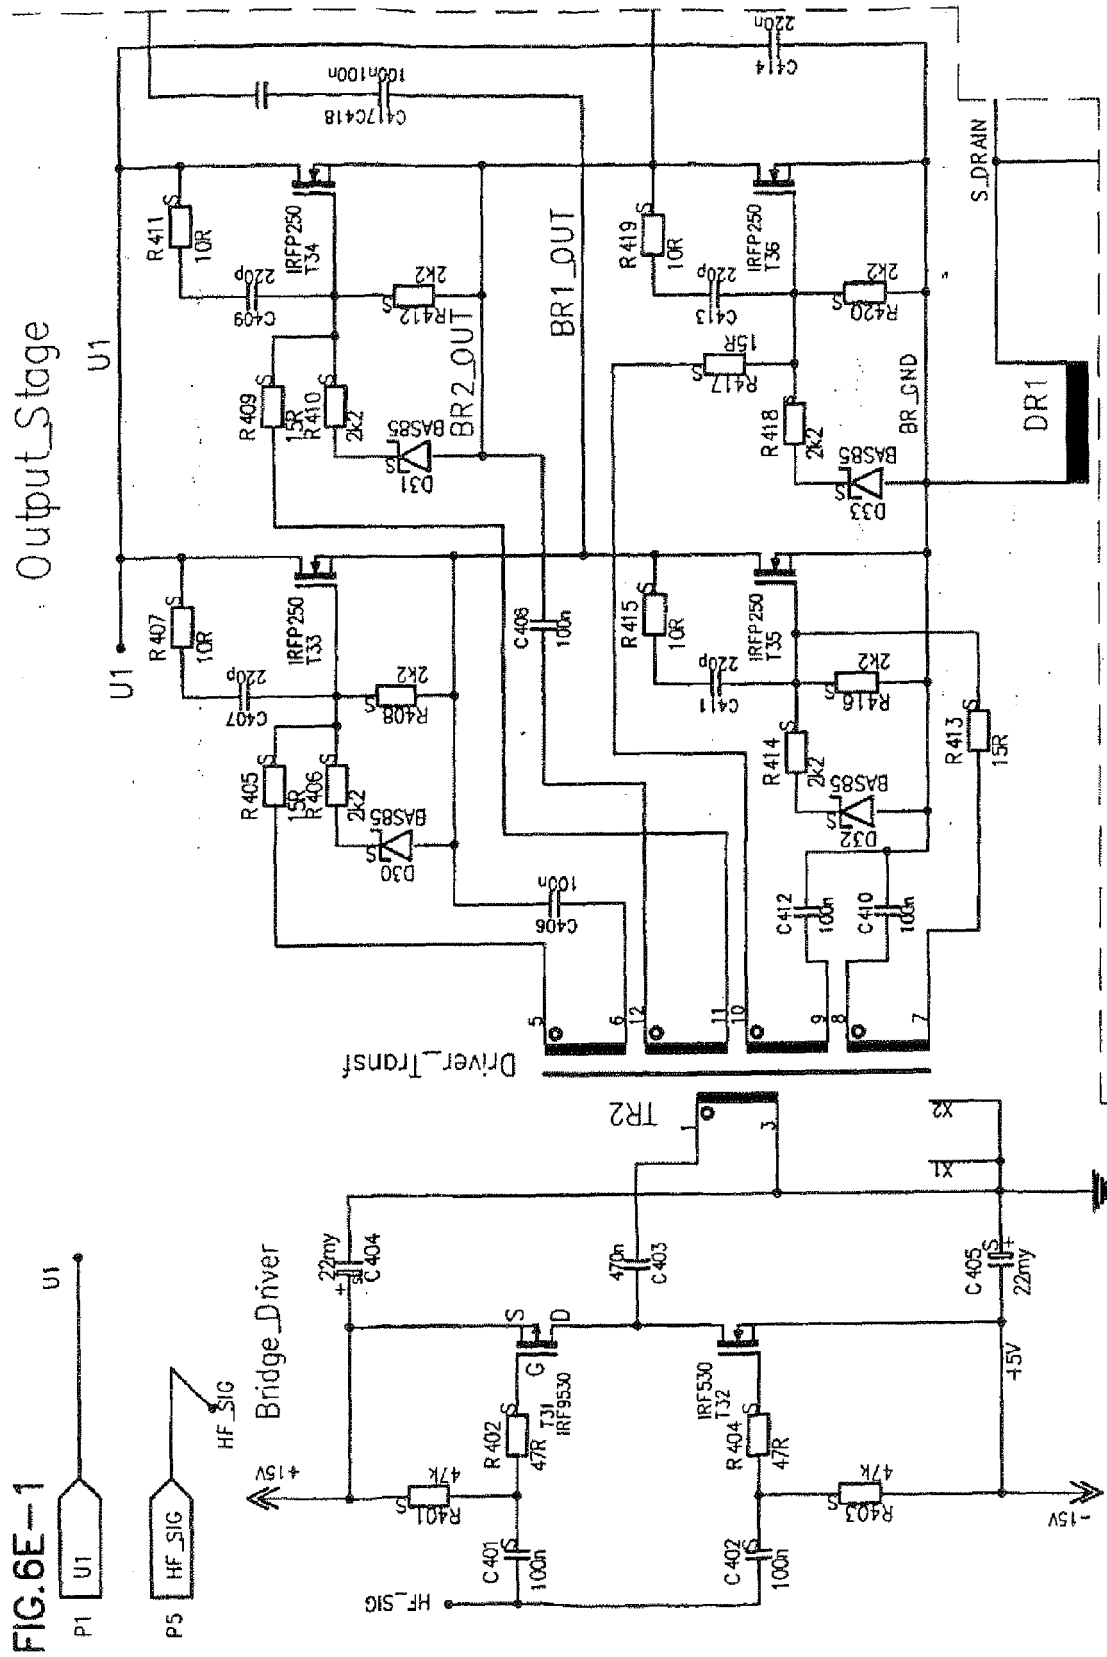 FIG.6E-1
P1
U1
U1
P5
HF_SIG
HF_SIG
Bridge_Driver
+15V
22my
+
S
C404
47k
S
R401
R402
S
47R
C401
S
100n
HF_SIG
S
G
D
T31
IRF9530
470n
C403
IRF530
T32
R404
S
47R
C402
S
100n
47k
S
R403
-15V
-15V
C405
S
+
22my
X1
X2
TR2
1
3
Driver_Transf
5
6
12
11
10
9
8
7
Output_Stage
U1
U1
R407
S
10R
220p
C407
IRFP250
T33
R405
S
15R
R406
S
2k2
2k2
S
R408
BAS85
S
D30
100n
C406
C408
100n
R411
S
10R
220p
C409
IRFP250
T34
R409
S
15R
R410
S
2k2
2k2
S
R412
BAS85
S
D31
BR2_OUT
BR1_OUT
100n100n
C417C418
220n
C414
R415
S
10R
220p
C411
IRFP250
T35
R414
S
2k2
2k2
S
R416
BAS85
S
D32
C412
100n
C410
100n
R413
S
15R
R419
S
10R
220p
C413
IRFP250
T36
15R
S
R417
R418
S
2k2
2k2
S
R420
BAS85
S
D33
BR_GND
S_DRAIN
DR1